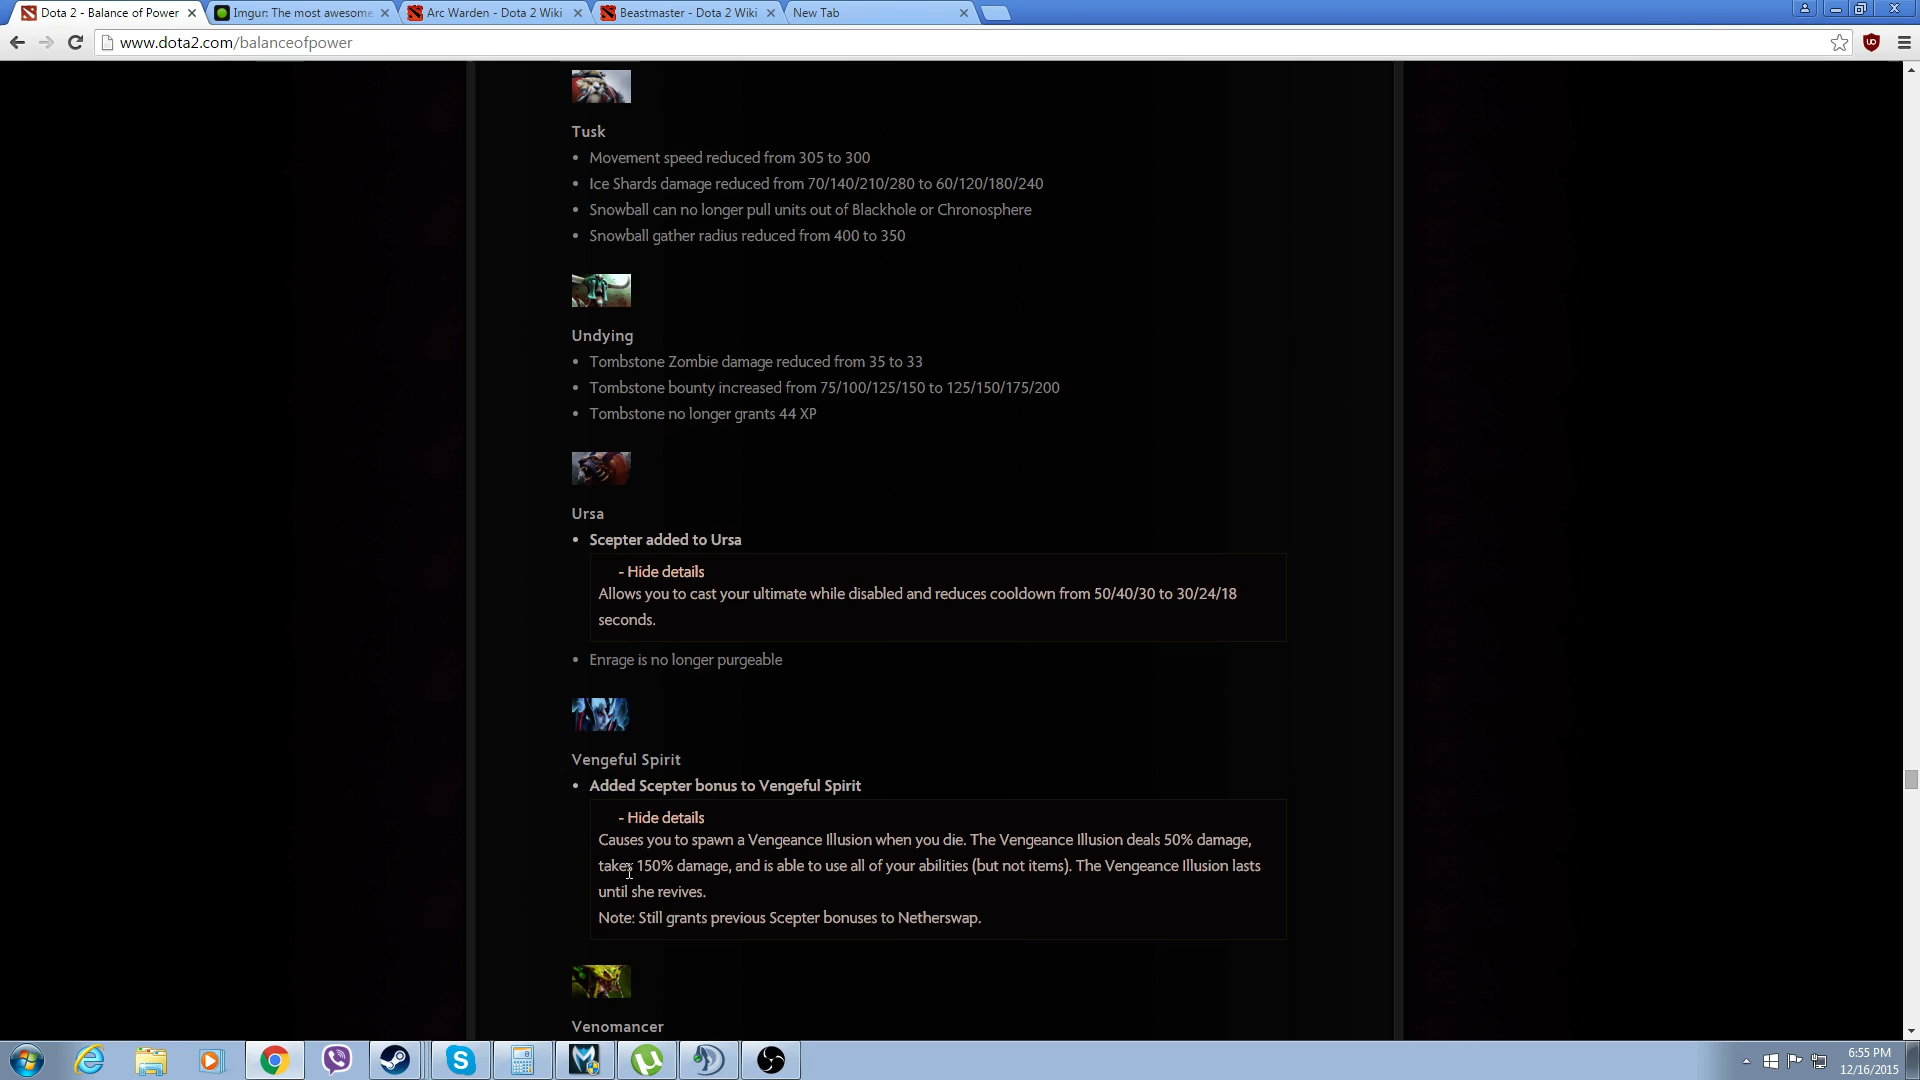 Dota 2 - Balance of Power
Imgur: The most awesome
Arc Warden - Dota 2 Wiki
Beastmaster - Dota 2 Wiki
New Tab
www.dota2.com/balanceofpower
Tusk
• Movement speed reduced from 305 to 300
• Ice Shards damage reduced from 70/140/210/280 to 60/120/180/240
• Snowball can no longer pull units out of Blackhole or Chronosphere
• Snowball gather radius reduced from 400 to 350
Undying
• Tombstone Zombie damage reduced from 35 to 33
• Tombstone bounty increased from 75/100/125/150 to 125/150/175/200
• Tombstone no longer grants 44 XP
Ursa
• Scepter added to Ursa
- Hide details
Allows you to cast your ultimate while disabled and reduces cooldown from 50/40/30 to 30/24/18
seconds.
• Enrage is no longer purgeable
Vengeful Spirit
• Added Scepter bonus to Vengeful Spirit
- Hide details
Causes you to spawn a Vengeance Illusion when you die. The Vengeance Illusion deals 50% damage,
takes 150% damage, and is able to use all of your abilities (but not items). The Vengeance Illusion lasts
until she revives.
Note: Still grants previous Scepter bonuses to Netherswap.
Venomancer
6:55 PM
12/16/2015